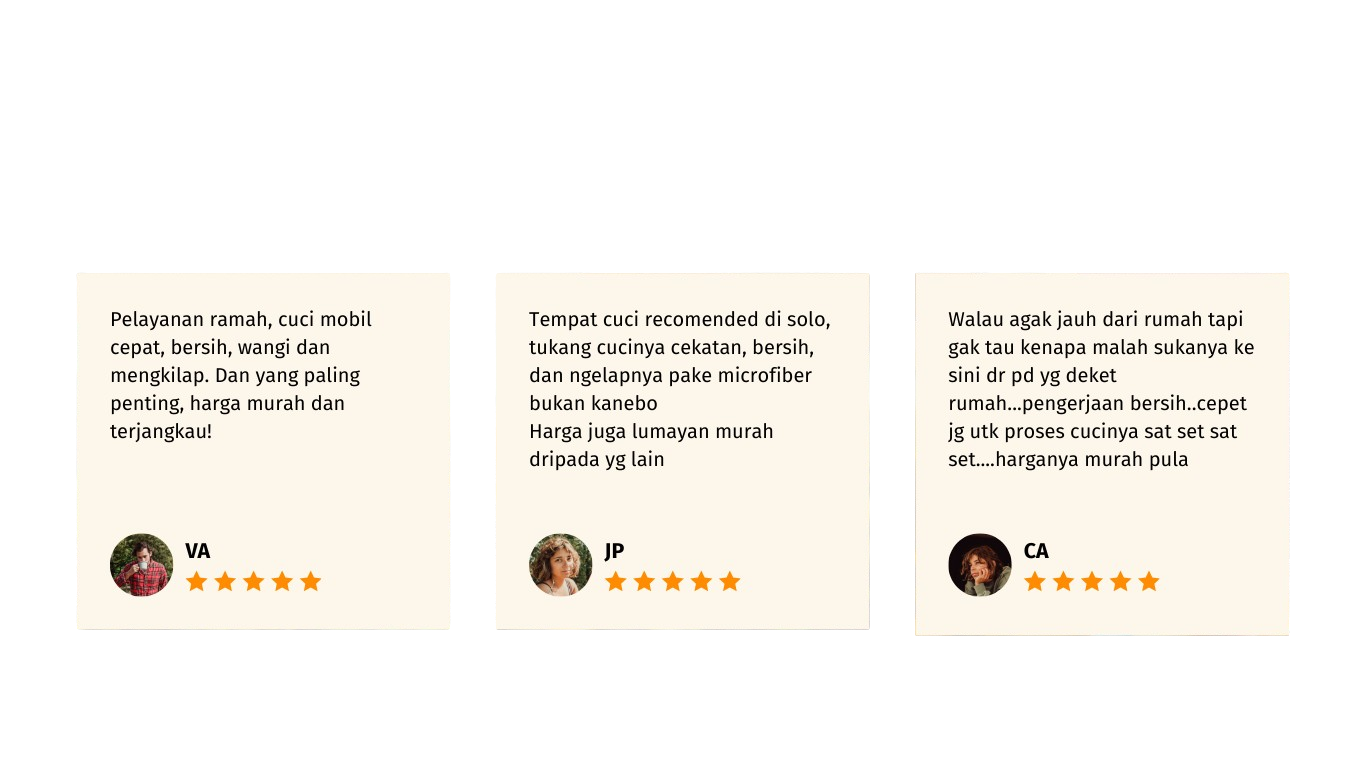 Pelayanan ramah, cuci mobil
cepat, bersih, wangi dan
mengkilap. Dan yang paling
penting, harga murah dan
terjangkau!
VA
Tempat cuci recomended di solo,
tukang cucinya cekatan, bersih,
dan ngelapnya pake microfiber
bukan kanebo
Harga juga lumayan murah
dripada yg lain
JP
Walau agak jauh dari rumah tapi
gak tau kenapa malah sukanya ke
sini dr pd yg deket
rumah...pengerjaan bersih..cepet
jg utk proses cucinya sat set sat
set....harganya murah pula
CA